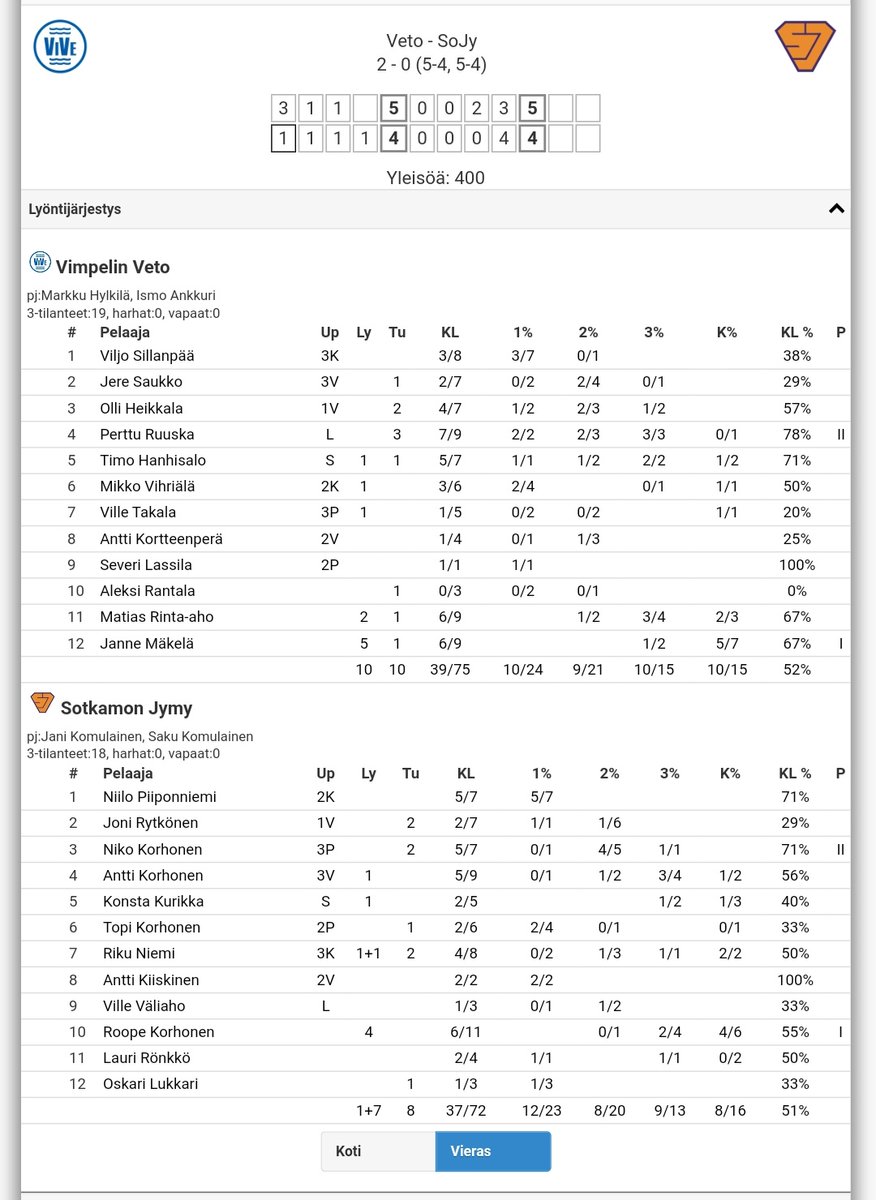 ViVe
Veto - SoJy
2 - 0 (5-4, 5-4)
3 1 1 5 0 0 2 3 5
1 1 1 1 4 0 0 0 4 4
Yleisöä: 400
Lyöntijärjestys
Vimpelin Veto
pj:Markku Hylkilä, Ismo Ankkuri
3-tilanteet:19, harhat:0, vapaat:0
# Pelaaja Up Ly Tu KL 1% 2% 3% K% KL % P
1 Viljo Sillanpää 3K 3/8 3/7 0/1 38%
2 Jere Saukko 3V 1 2/7 0/2 2/4 0/1 29%
3 Olli Heikkala 1V 2 4/7 1/2 2/3 1/2 57%
4 Perttu Ruuska L 3 7/9 2/2 2/3 3/3 0/1 78% II
5 Timo Hanhisalo S 1 1 5/7 1/1 1/2 2/2 1/2 71%
6 Mikko Vihriälä 2K 1 3/6 2/4 0/1 1/1 50%
7 Ville Takala 3P 1 1/5 0/2 0/2 1/1 20%
8 Antti Kortteenperä 2V 1/4 0/1 1/3 25%
9 Severi Lassila 2P 1/1 1/1 100%
10 Aleksi Rantala 1 0/3 0/2 0/1 0%
11 Matias Rinta-aho 2 1 6/9 1/2 3/4 2/3 67%
12 Janne Mäkelä 5 1 6/9 1/2 5/7 67% I
10 10 39/75 10/24 9/21 10/15 10/15 52%
Sotkamon Jymy
pj:Jani Komulainen, Saku Komulainen
3-tilanteet:18, harhat:0, vapaat:0
# Pelaaja Up Ly Tu KL 1% 2% 3% K% KL % P
1 Niilo Piiponniemi 2K 5/7 5/7 71%
2 Joni Rytkönen 1V 2 2/7 1/1 1/6 29%
3 Niko Korhonen 3P 2 5/7 0/1 4/5 1/1 71% II
4 Antti Korhonen 3V 1 5/9 0/1 1/2 3/4 1/2 56%
5 Konsta Kurikka S 1 2/5 1/2 1/3 40%
6 Topi Korhonen 2P 1 2/6 2/4 0/1 0/1 33%
7 Riku Niemi 3K 1+1 2 4/8 0/2 1/3 1/1 2/2 50%
8 Antti Kiiskinen 2V 2/2 2/2 100%
9 Ville Väliaho L 1/3 0/1 1/2 33%
10 Roope Korhonen 4 6/11 0/1 2/4 4/6 55% I
11 Lauri Rönkkö 2/4 1/1 1/1 0/2 50%
12 Oskari Lukkari 1 1/3 1/3 33%
1+7 8 37/72 12/23 8/20 9/13 8/16 51%
Koti Vieras